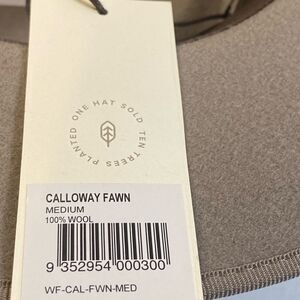 ONE HAT SOLD TEN TREES PLANTED
CALLOWAY FAWN
MEDIUM
100% WOOL
9 352954 000300
WF-CAL-FWN-MED